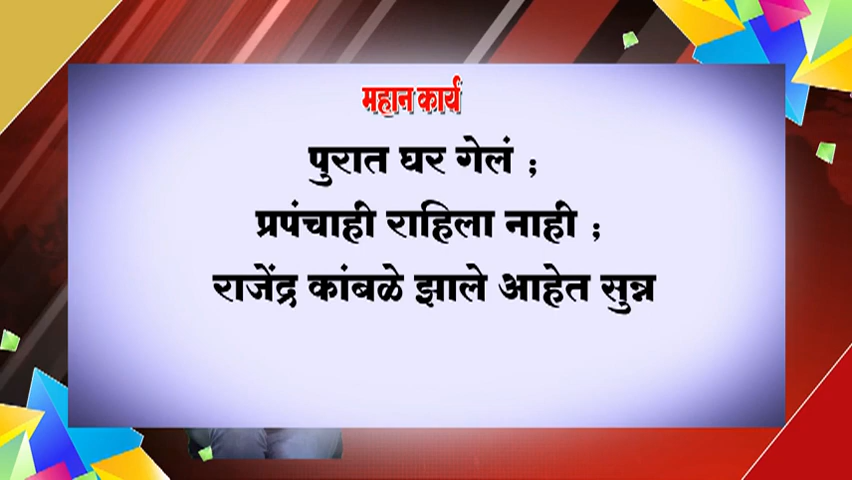 महान कार्य
पुरात घर गेलं ;
प्रपंचाही राहिला नाही ;
राजेंद्र कांबळे झाले आहेत सुन्न